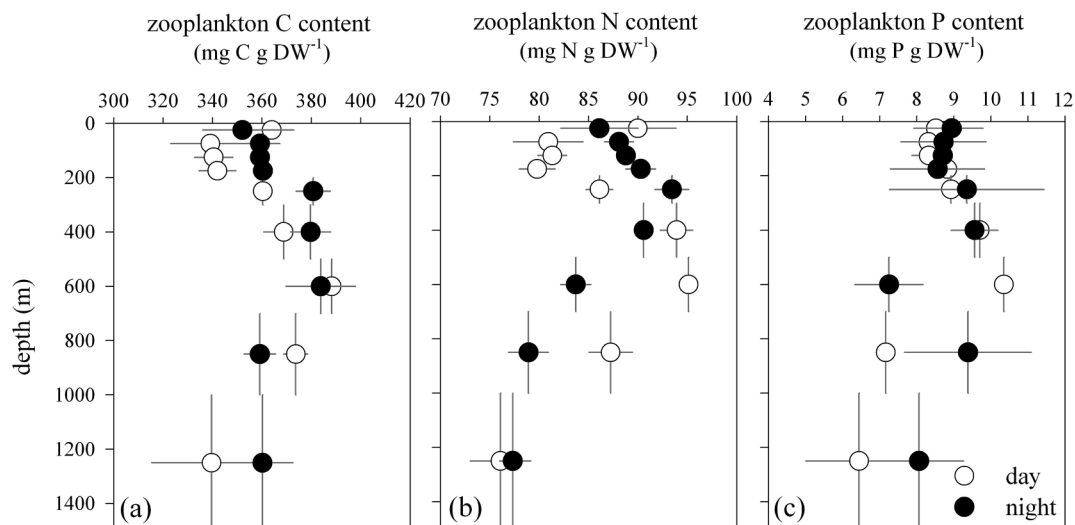 zooplankton C content
(mg C g DW⁻¹)
zooplankton N content
(mg N g DW⁻¹)
zooplankton P content
(mg P g DW⁻¹)
300 320 340 360 380 400 420
70 75 80 85 90 95 100
4 5 6 7 8 9 10 11 12
0
200
400
600
800
1000
1200
1400
depth (m)
(a)
(b)
(c)
day
night